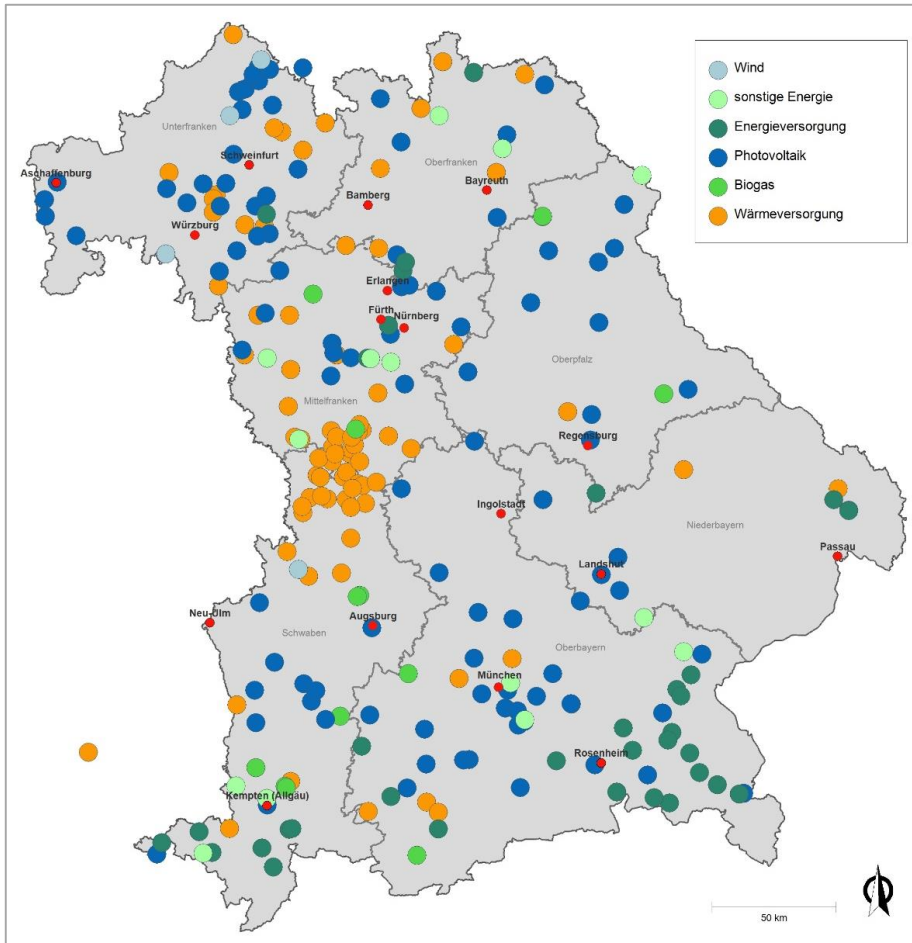 Wind
sonstige Energie
Energieversorgung
Photovoltaik
Biogas
Wärmeversorgung
Unterfranken
Schweinfurt
Aschaffenburg
Oberfranken
Bayreuth
Bamberg
Würzburg
Erlangen
Fürth
Nürnberg
Oberpfalz
Mittelfranken
Regensburg
Ingolstadt
Niederbayern
Passau
Landshut
Neu-Ulm
Augsburg
Schwaben
Oberbayern
München
Rosenheim
Kempten (Allgäu)
50 km